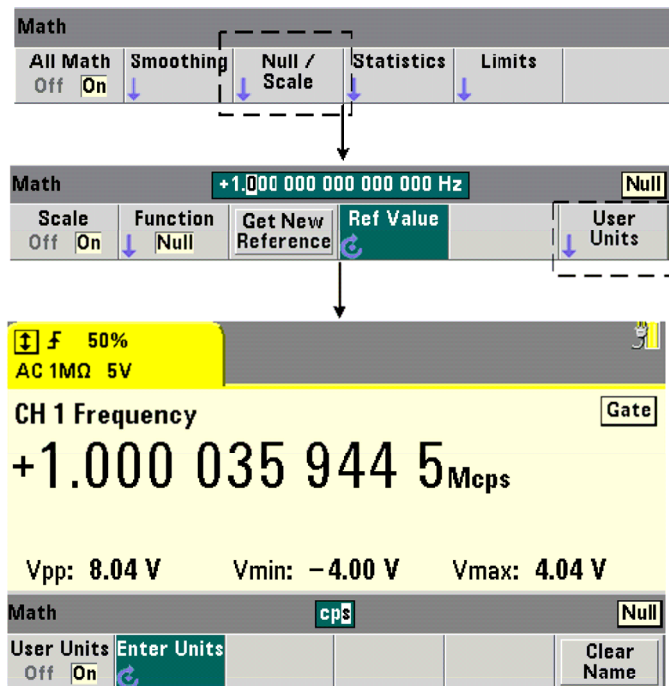 Math
All Math Smoothing Null / Statistics Limits
Off On Scale
Math +1.000 000 000 000 000 Hz Null
Scale Function Get New Ref Value User
Off On Null Reference Units
50%
AC 1MΩ 5V
CH 1 Frequency Gate
+1.000 035 944 5 Mcps
Vpp: 8.04 V Vmin: −4.00 V Vmax: 4.04 V
Math cps Null
User Units Enter Units Clear
Off On Name